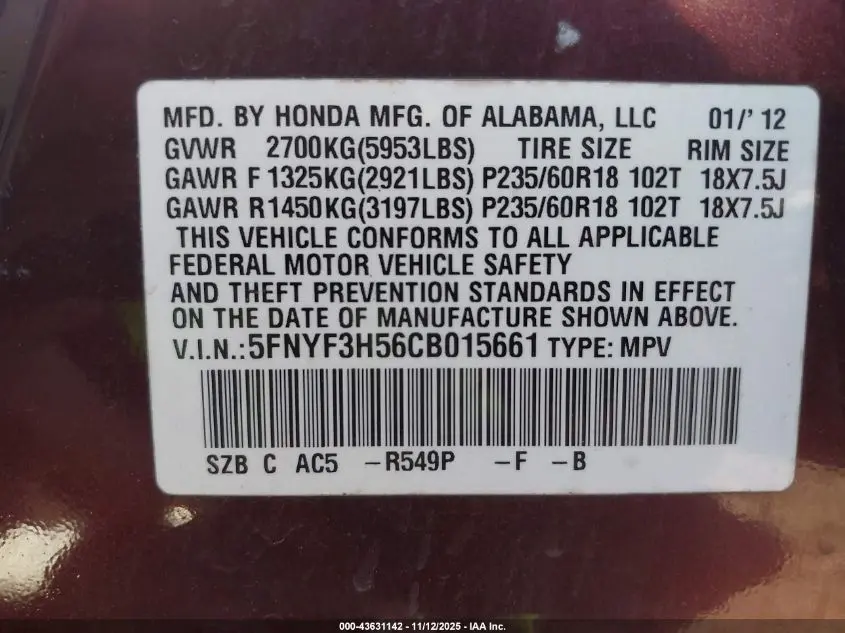 MFD. BY HONDA MFG. OF ALABAMA, LLC 01/' 12
GVWR 2700KG(5953LBS) TIRE SIZE RIM SIZE
GAWR F 1325KG(2921LBS) P235/60R18 102T 18X7.5J
GAWR R1450KG(3197LBS) P235/60R18 102T 18X7.5J
THIS VEHICLE CONFORMS TO ALL APPLICABLE
FEDERAL MOTOR VEHICLE SAFETY
AND THEFT PREVENTION STANDARDS IN EFFECT
ON THE DATE OF MANUFACTURE SHOWN ABOVE.
V.I.N.:5FNYF3H56CB015661 TYPE: MPV
SZB C AC5 –R549P –F –B
000-43631142 - 11/12/2025 - IAA Inc.